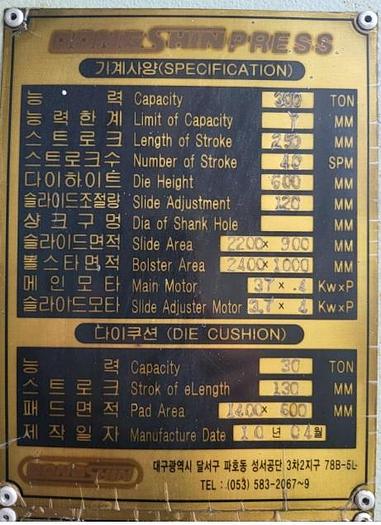 DONGSHIN PRESS
기계사양(SPECIFICATION)
능 력 Capacity 300 TON
능력한계 Limit of Capacity 7 MM
스트로크 Length of Stroke 250 MM
스트로크수 Number of Stroke 40 SPM
다이하이트 Die Height 600 MM
슬라이드조절량 Slide Adjustment 120 MM
샹크구멍 Dia of Shank Hole MM
슬라이드면적 Slide Area 2200 × 900 MM
볼스타면적 Bolster Area 2400 × 1000 MM
메인모타 Main Motor 37 × 4 Kw×P
슬라이드모타 Slide Adjuster Motor 3.7 × 4 Kw×P
다이쿠션 (DIE CUSHION)
능 력 Capacity 30 TON
스트로크 Strok of eLength 130 MM
패드면적 Pad Area 1400 × 600 MM
제작일자 Manufacture Date 10년 04월
대구광역시 달서구 파호동 성서공단 3차2지구 78B-5L
TEL : (053) 583-2067~9